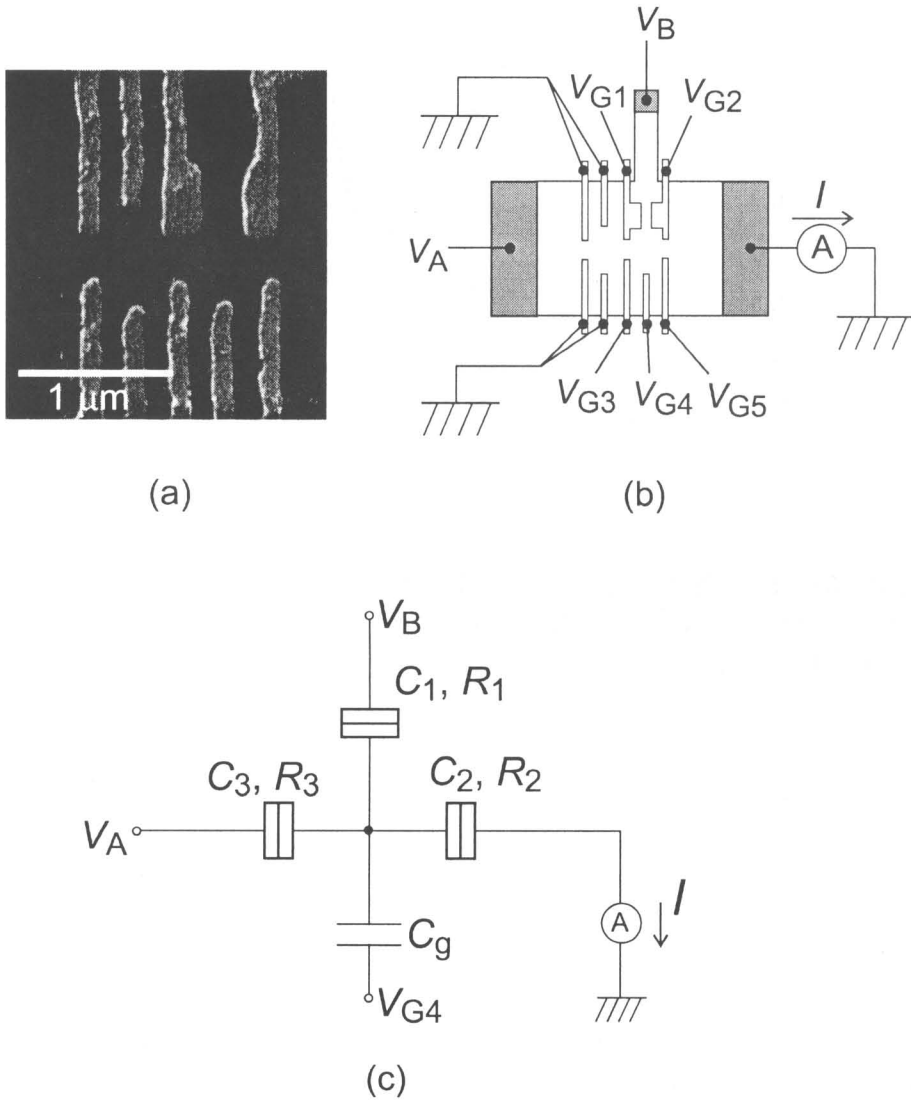 1 μm
(a)
V_B
V_G1
V_G2
V_A
I
A
V_G3
V_G4
V_G5
(b)
V_B
C_1, R_1
C_3, R_3
C_2, R_2
V_A
A
I
C_g
V_G4
(c)